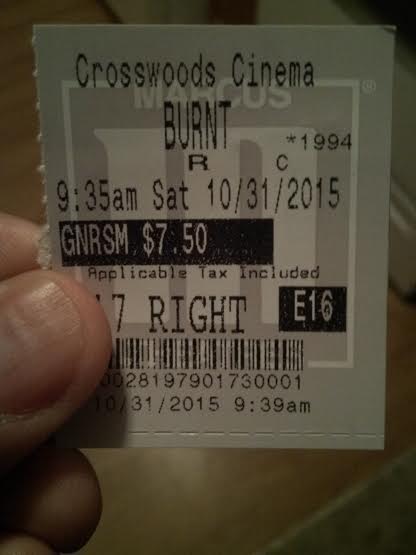 Crosswoods Cinema
MARCUS ®
BURNT
*1994
R C
9:35am Sat 10/31/2015
GNRSM $7.50
Applicable Tax Included
7 RIGHT E16
0028197901730001
10/31/2015 9:39am